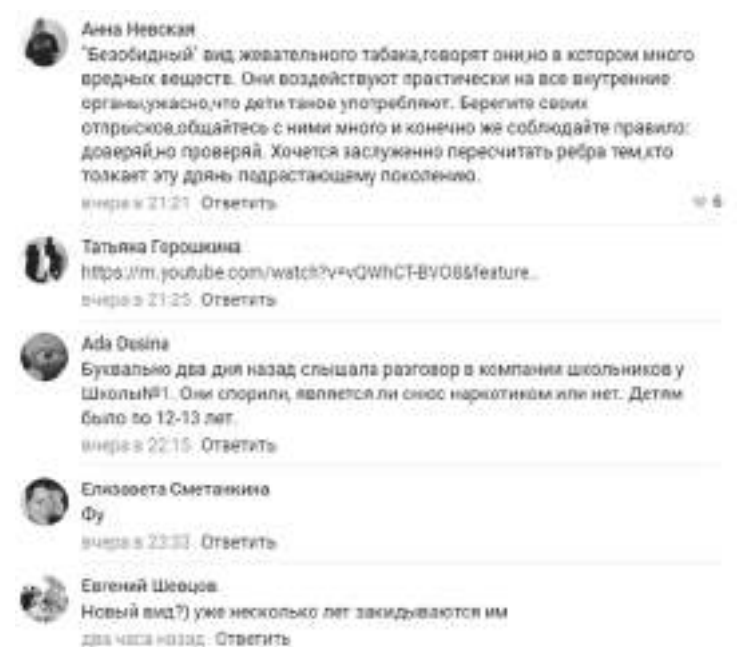 Анна Невская
"Безобидный" вид жевательного табака,говорят они,но в котором много
вредных веществ. Они воздействуют практически на все внутренние
органы,ужасно,что дети такое употребляют. Берегите своих
отпрысков,общайтесь с ними много и конечно же соблюдайте правило:
доверяй,но проверяй. Хочется заслуженно пересчитать ребра тем,кто
толкает эту дрянь подрастающему поколению.
вчера в 21:21 Ответить 6
Татьяна Герошкина
https://m.youtube.com/watch?v=vQWhCT-BVO8&feature..
вчера в 21:25 Ответить
Ada Desina
Буквально два дня назад слышала разговор в компании школьников у
Школы№1. Они спорили, является ли снюс наркотиком или нет. Детям
было по 12-13 лет.
вчера в 22:15 Ответить
Елизавета Сметанкина
Фу
вчера в 23:33 Ответить
Евгений Шевцов
Новый вид?) уже несколько лет закидываются им
два часа назад Ответить